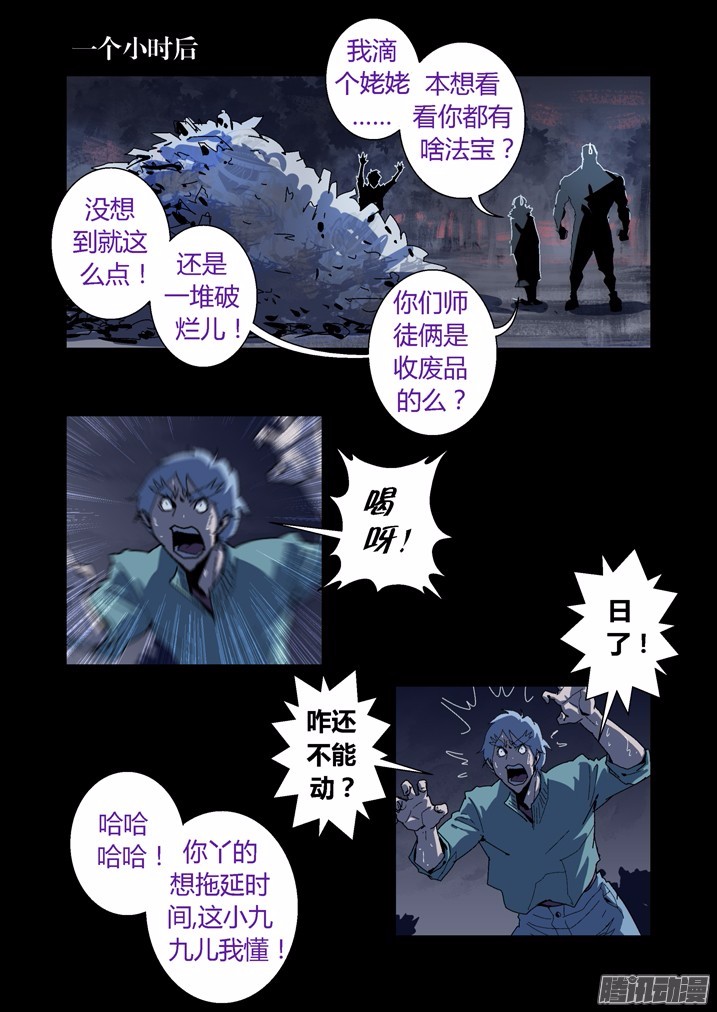 一个小时后
我滴
个姥姥
……
本想看
看你都有
啥法宝？
没想
到就这
么点！
还是
一堆破
烂儿！
你们师
徒俩是
收废品
的么？
喝
呀！
日
了！
咋还
不能
动？
哈哈
哈哈！
你丫的
想拖延时
间,这小九
九儿我懂！
腾讯动漫